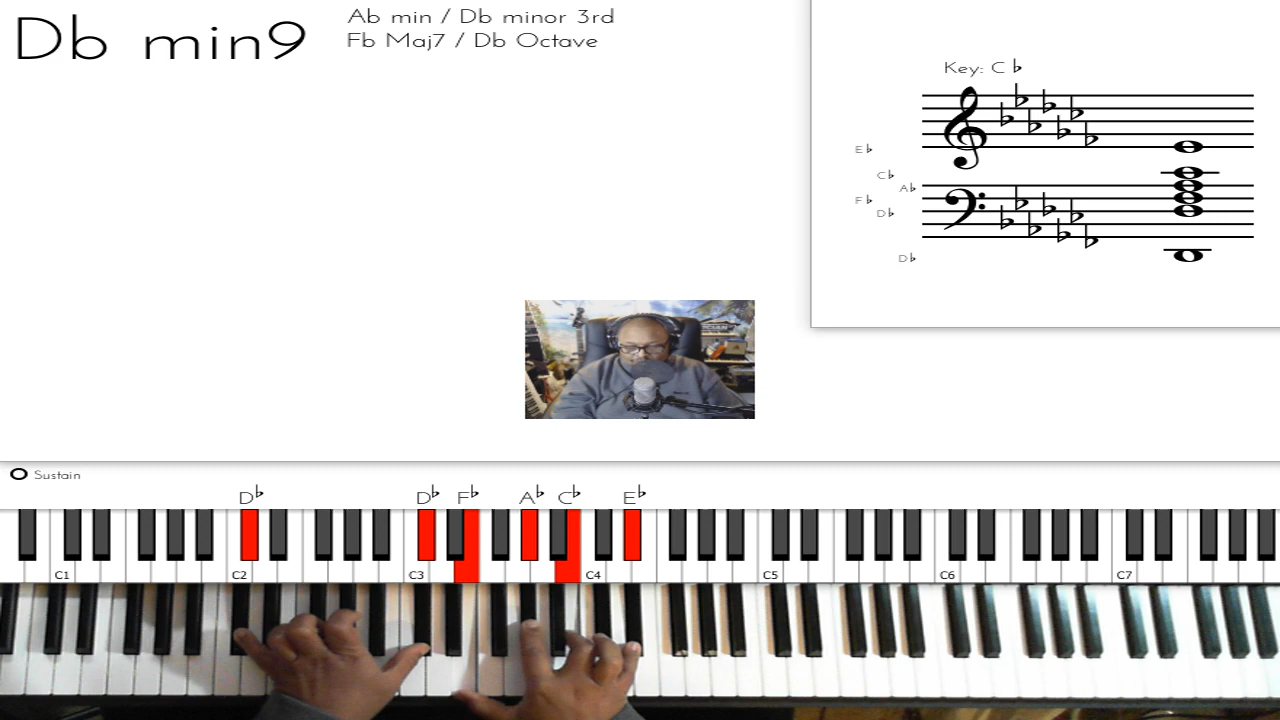 Db min9
Ab min / Db minor 3rd
Fb Maj7 / Db Octave
Key: C♭
E♭
C♭
A♭
F♭
D♭
D♭
Sustain
D♭ D♭ F♭ A♭ C♭ E♭
C1 C2 C3 C4 C5 C6 C7